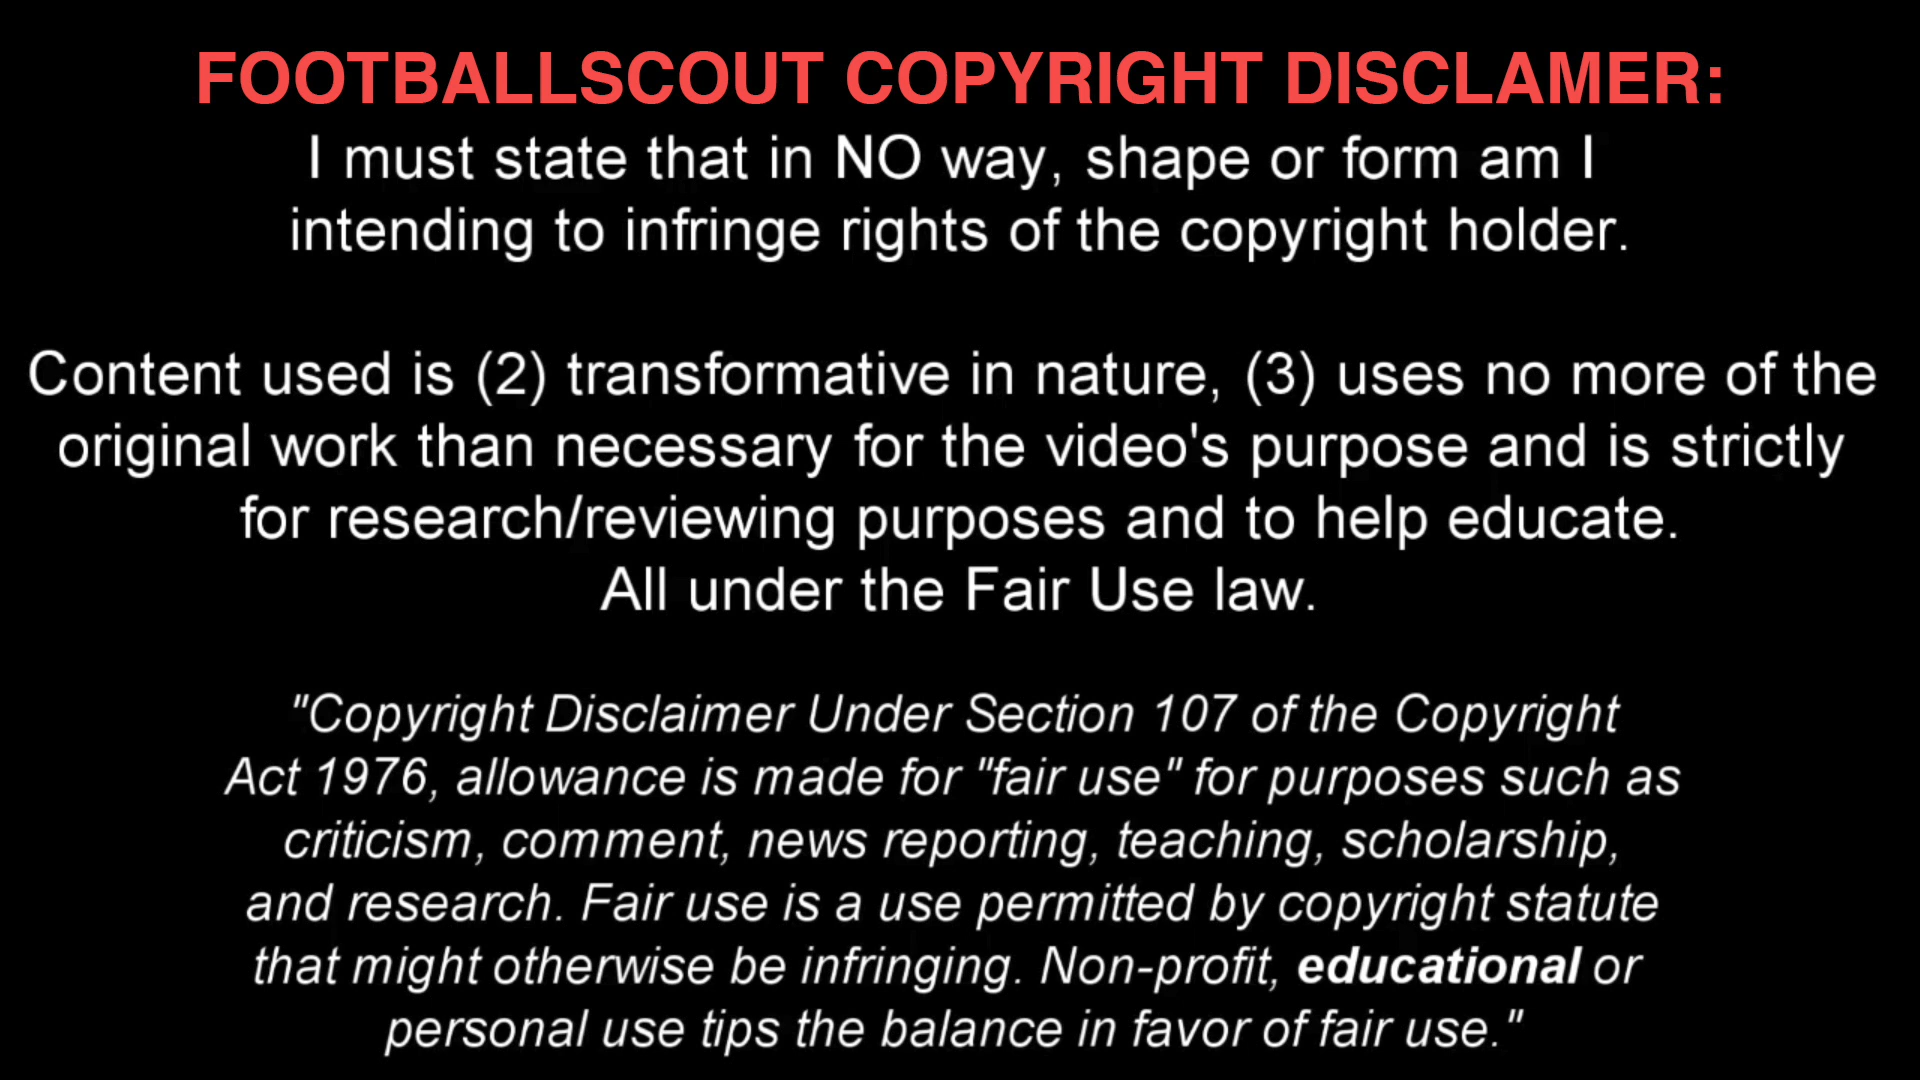 FOOTBALLSCOUT COPYRIGHT DISCLAMER:
I must state that in NO way, shape or form am I
intending to infringe rights of the copyright holder.
Content used is (2) transformative in nature, (3) uses no more of the
original work than necessary for the video's purpose and is strictly
for research/reviewing purposes and to help educate.
All under the Fair Use law.
"Copyright Disclaimer Under Section 107 of the Copyright
Act 1976, allowance is made for "fair use" for purposes such as
criticism, comment, news reporting, teaching, scholarship,
and research. Fair use is a use permitted by copyright statute
that might otherwise be infringing. Non-profit, educational or
personal use tips the balance in favor of fair use."